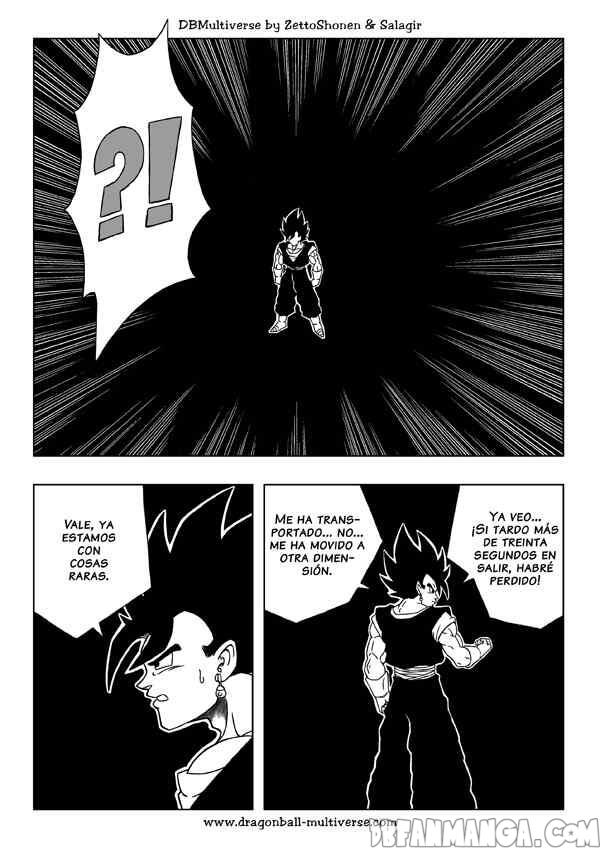 DBMultiverse by ZettoShonen & Salagir
?!
VALE, YA
ESTAMOS
CON
COSAS
RARAS.
ME HA TRANS-
PORTADO... NO...
ME HA MOVIDO A
OTRA DIMEN-
SIÓN.
YA VEO...
¡SI TARDO MÁS
DE TREINTA
SEGUNDOS EN
SALIR, HABRÉ
PERDIDO!
www.dragonball-multiverse.com
DBFANMANGA.COM